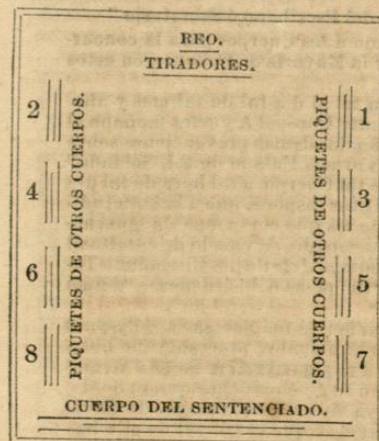 REO.
TIRADORES.
2
4
6
8
PIQUETES DE OTROS CUERPOS.
PIQUETES DE OTROS CUERPOS.
1
3
5
7
CUERPO DEL SENTENCIADO.